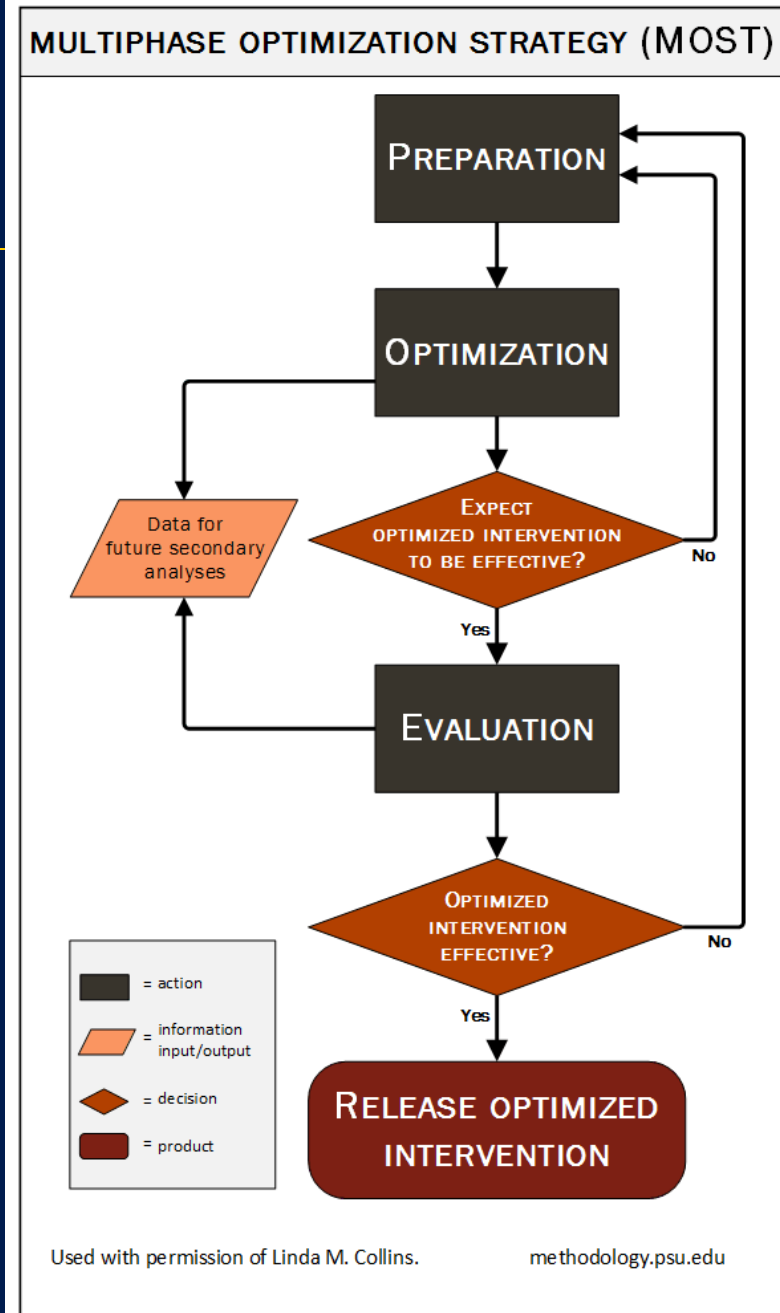 MULTIPHASE OPTIMIZATION STRATEGY (MOST)
PREPARATION
OPTIMIZATION
EXPECT
OPTIMIZED INTERVENTION
TO BE EFFECTIVE?
No
Data for
future secondary
analyses
Yes
EVALUATION
OPTIMIZED
INTERVENTION
EFFECTIVE?
No
Yes
= action
= information
input/output
= decision
= product
RELEASE OPTIMIZED
INTERVENTION
Used with permission of Linda M. Collins. methodology.psu.edu